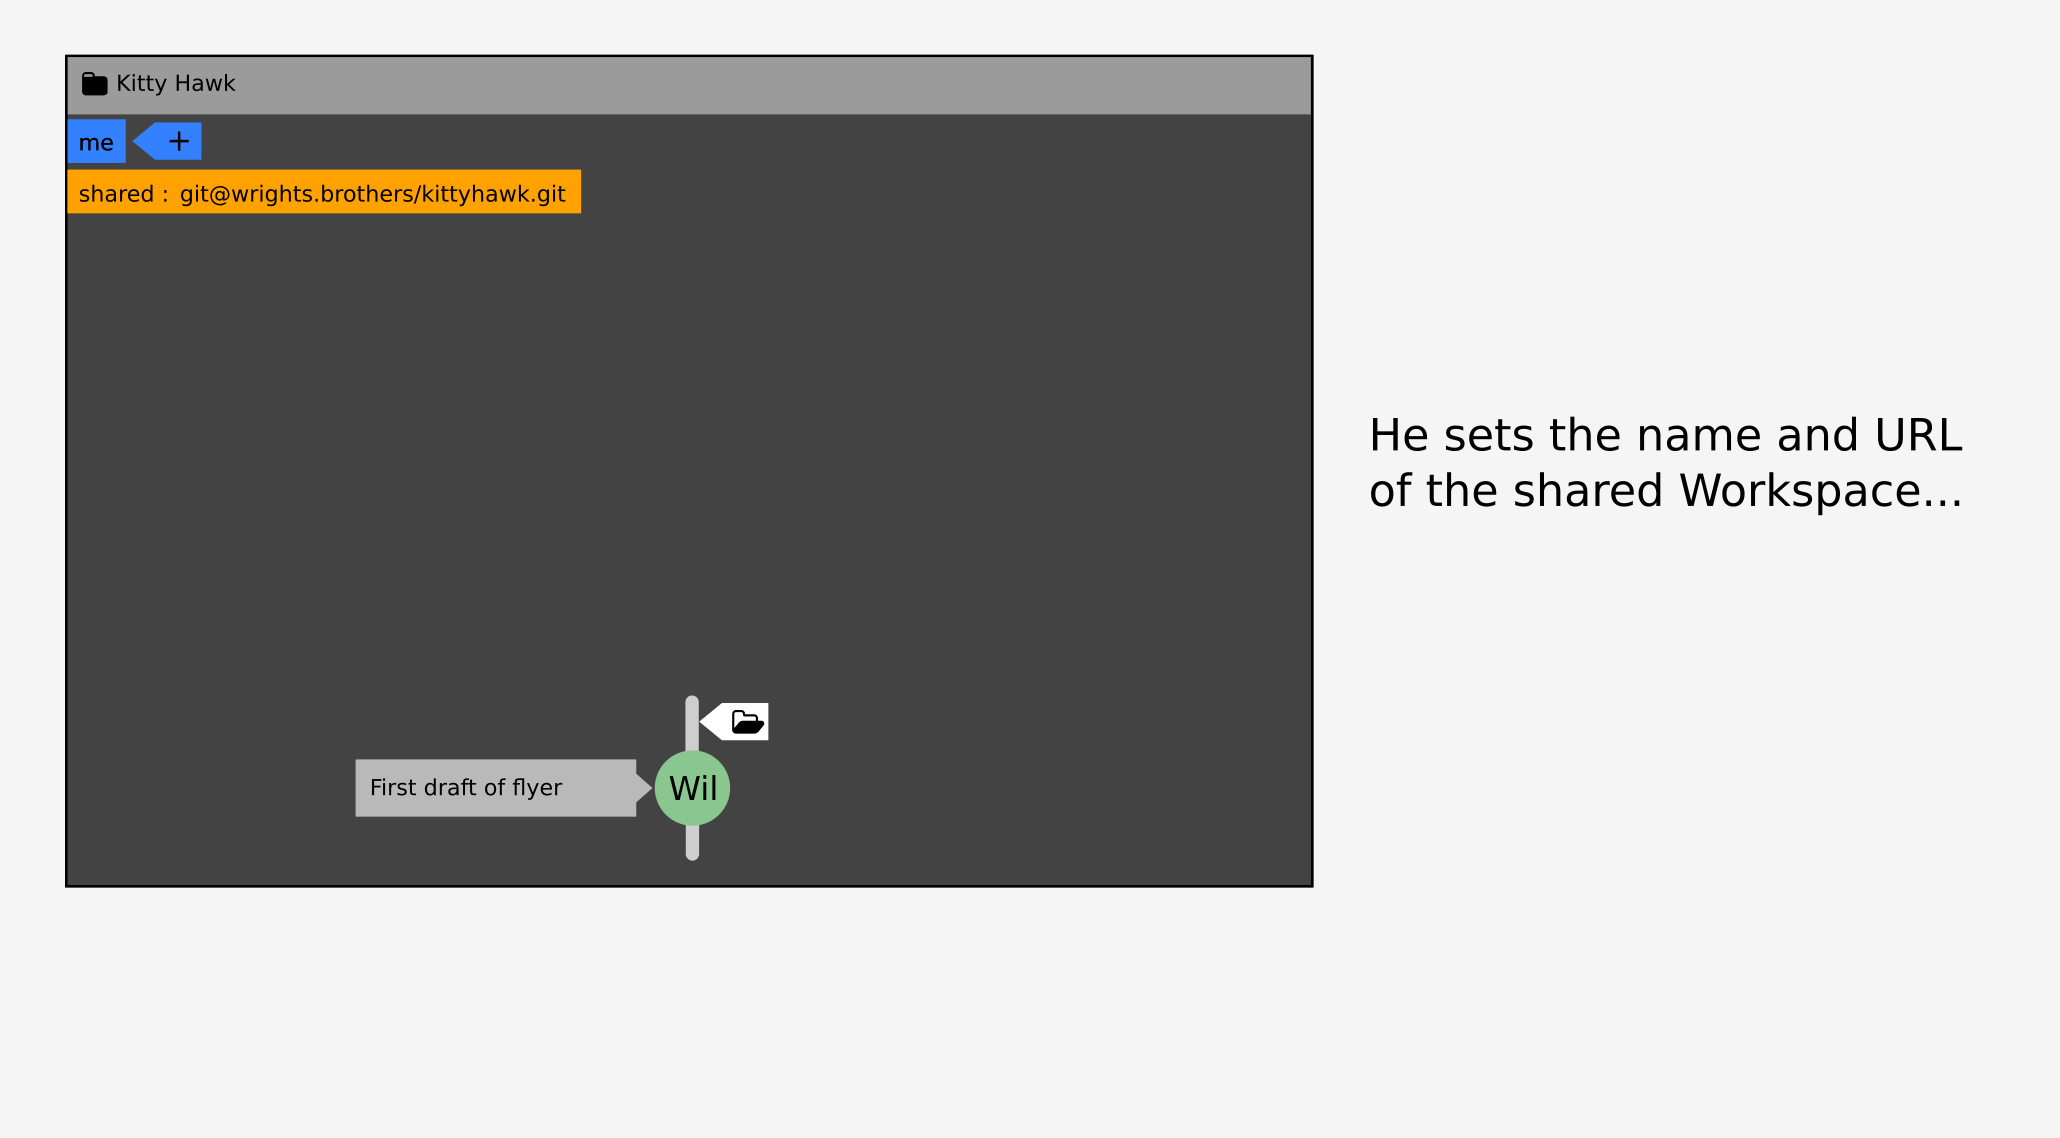 Kitty Hawk
me +
shared : git@wrights.brothers/kittyhawk.git
He sets the name and URL
of the shared Workspace...
First draft of flyer
Wil